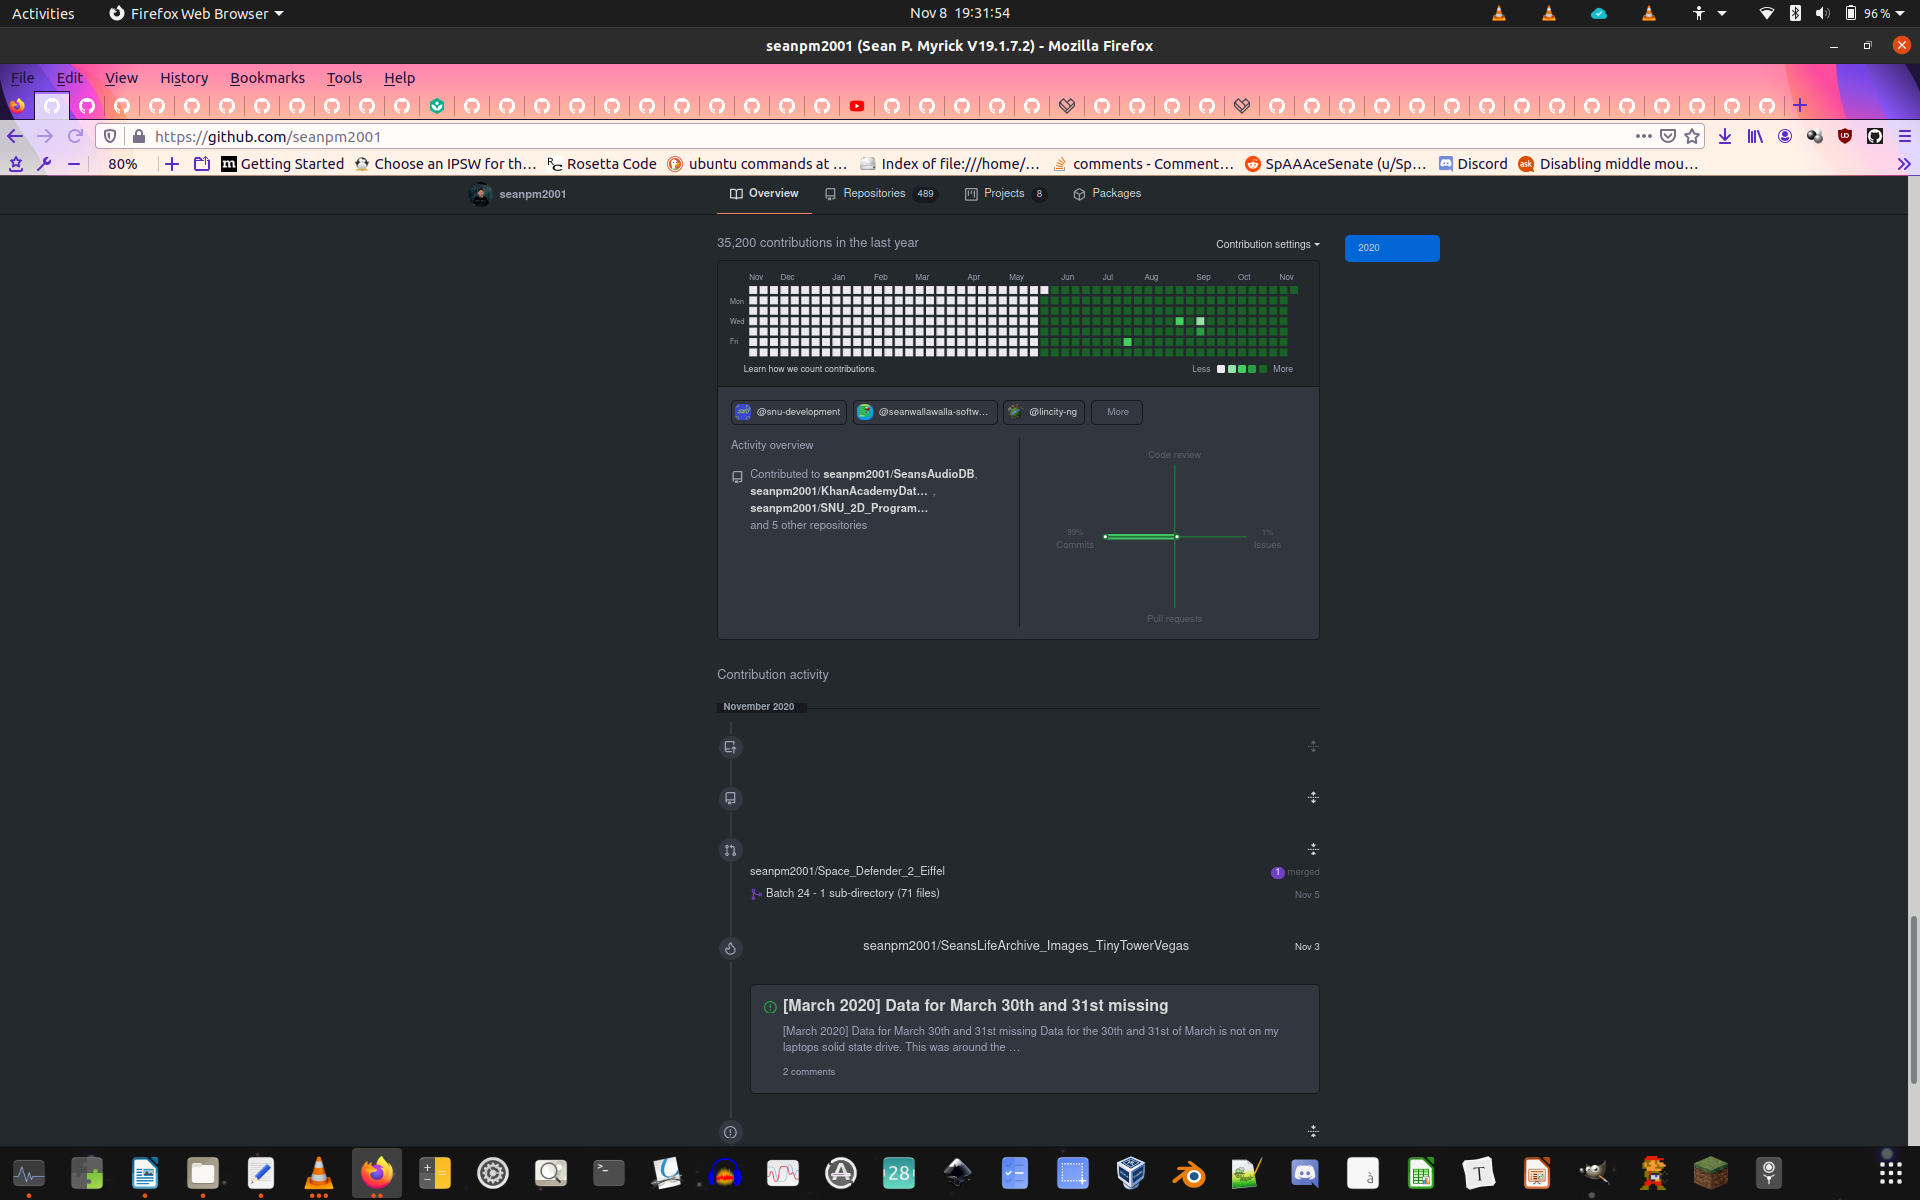 Activities Firefox Web Browser Nov 8 19:31:54 96 %
seanpm2001 (Sean P. Myrick V19.1.7.2) - Mozilla Firefox
File Edit View History Bookmarks Tools Help
https://github.com/seanpm2001
80% Getting Started Choose an IPSW for th… Rosetta Code ubuntu commands at … Index of file:///home/… comments - Comment… SpAAAceSenate (u/Sp… Discord Disabling middle mou…
seanpm2001 Overview Repositories 489 Projects 8 Packages
35,200 contributions in the last year Contribution settings 2020
Nov Dec Jan Feb Mar Apr May Jun Jul Aug Sep Oct Nov
Mon
Wed
Fri
Learn how we count contributions. Less More
@snu-development @seanwallawalla-softw… @lincity-ng More
Activity overview
Code review
Contributed to seanpm2001/SeansAudioDB,
seanpm2001/KhanAcademyDat… ,
seanpm2001/SNU_2D_Program…
and 5 other repositories
99% Commits
1% Issues
Pull requests
Contribution activity
November 2020
seanpm2001/Space_Defender_2_Eiffel 1 merged
Batch 24 - 1 sub-directory (71 files) Nov 5
seanpm2001/SeansLifeArchive_Images_TinyTowerVegas Nov 3
[March 2020] Data for March 30th and 31st missing
[March 2020] Data for March 30th and 31st missing Data for the 30th and 31st of March is not on my
laptops solid state drive. This was around the …
2 comments
28